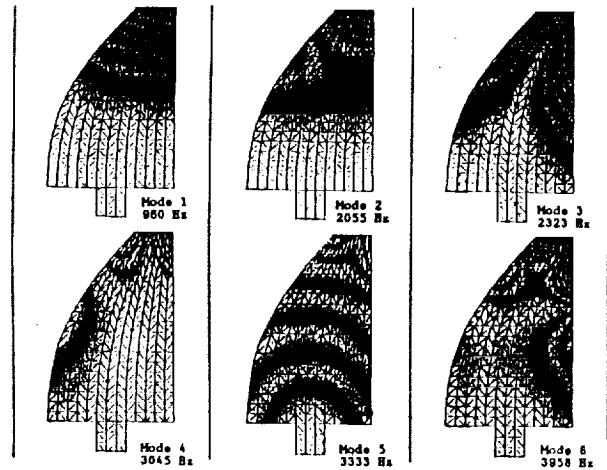 Mode 1
960 Hz
Mode 2
2055 Hz
Mode 3
2323 Hz
Mode 4
3045 Hz
Mode 5
3333 Hz
Mode 6
3958 Hz